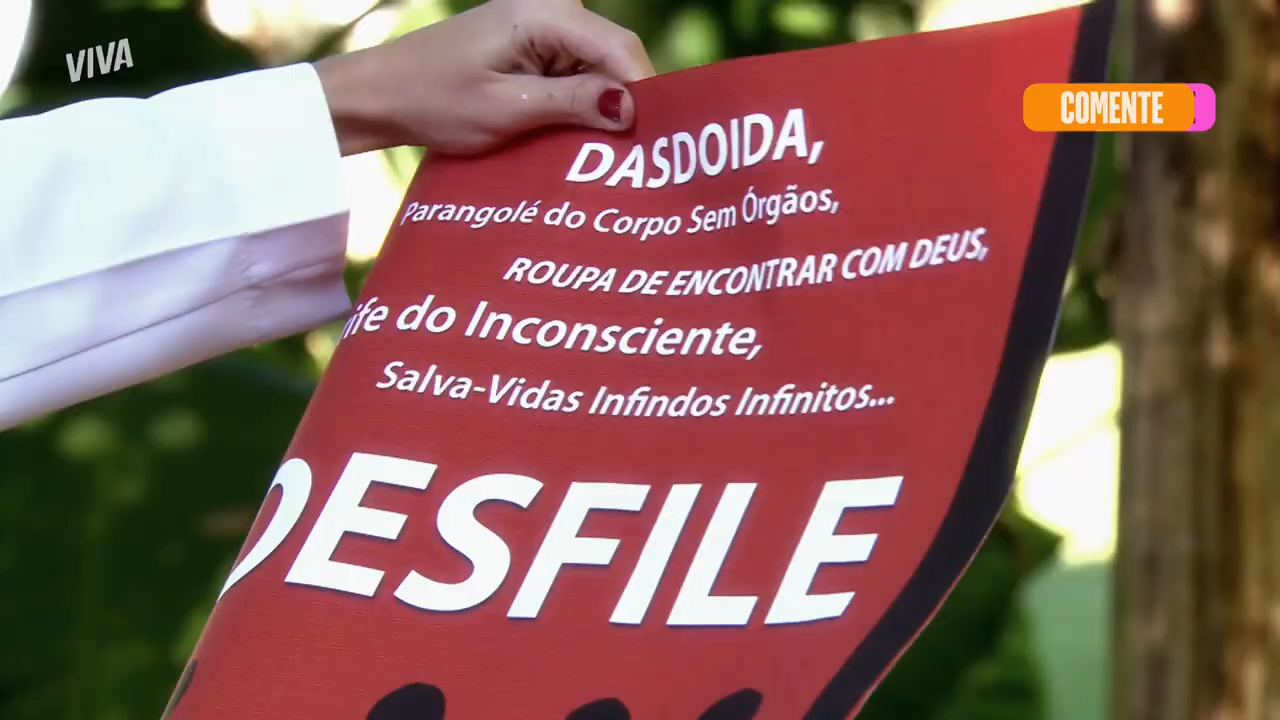 VIVA
COMENTE
DASDOIDA,
Parangolé do Corpo Sem Órgãos,
ROUPA DE ENCONTRAR COM DEUS,
do Inconsciente,
Salva-Vidas Infindos Infinitos...
DESFILE